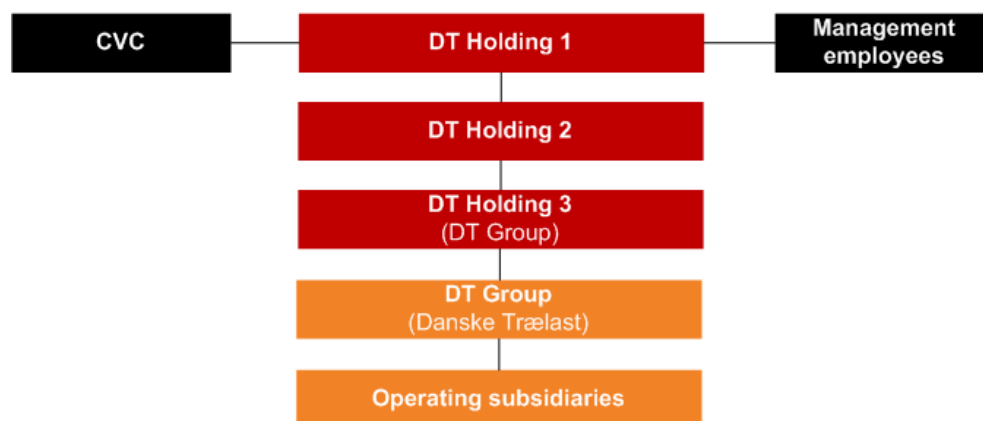 CVC
DT Holding 1
Management
employees
DT Holding 2
DT Holding 3
(DT Group)
DT Group
(Danske Trælast)
Operating subsidiaries